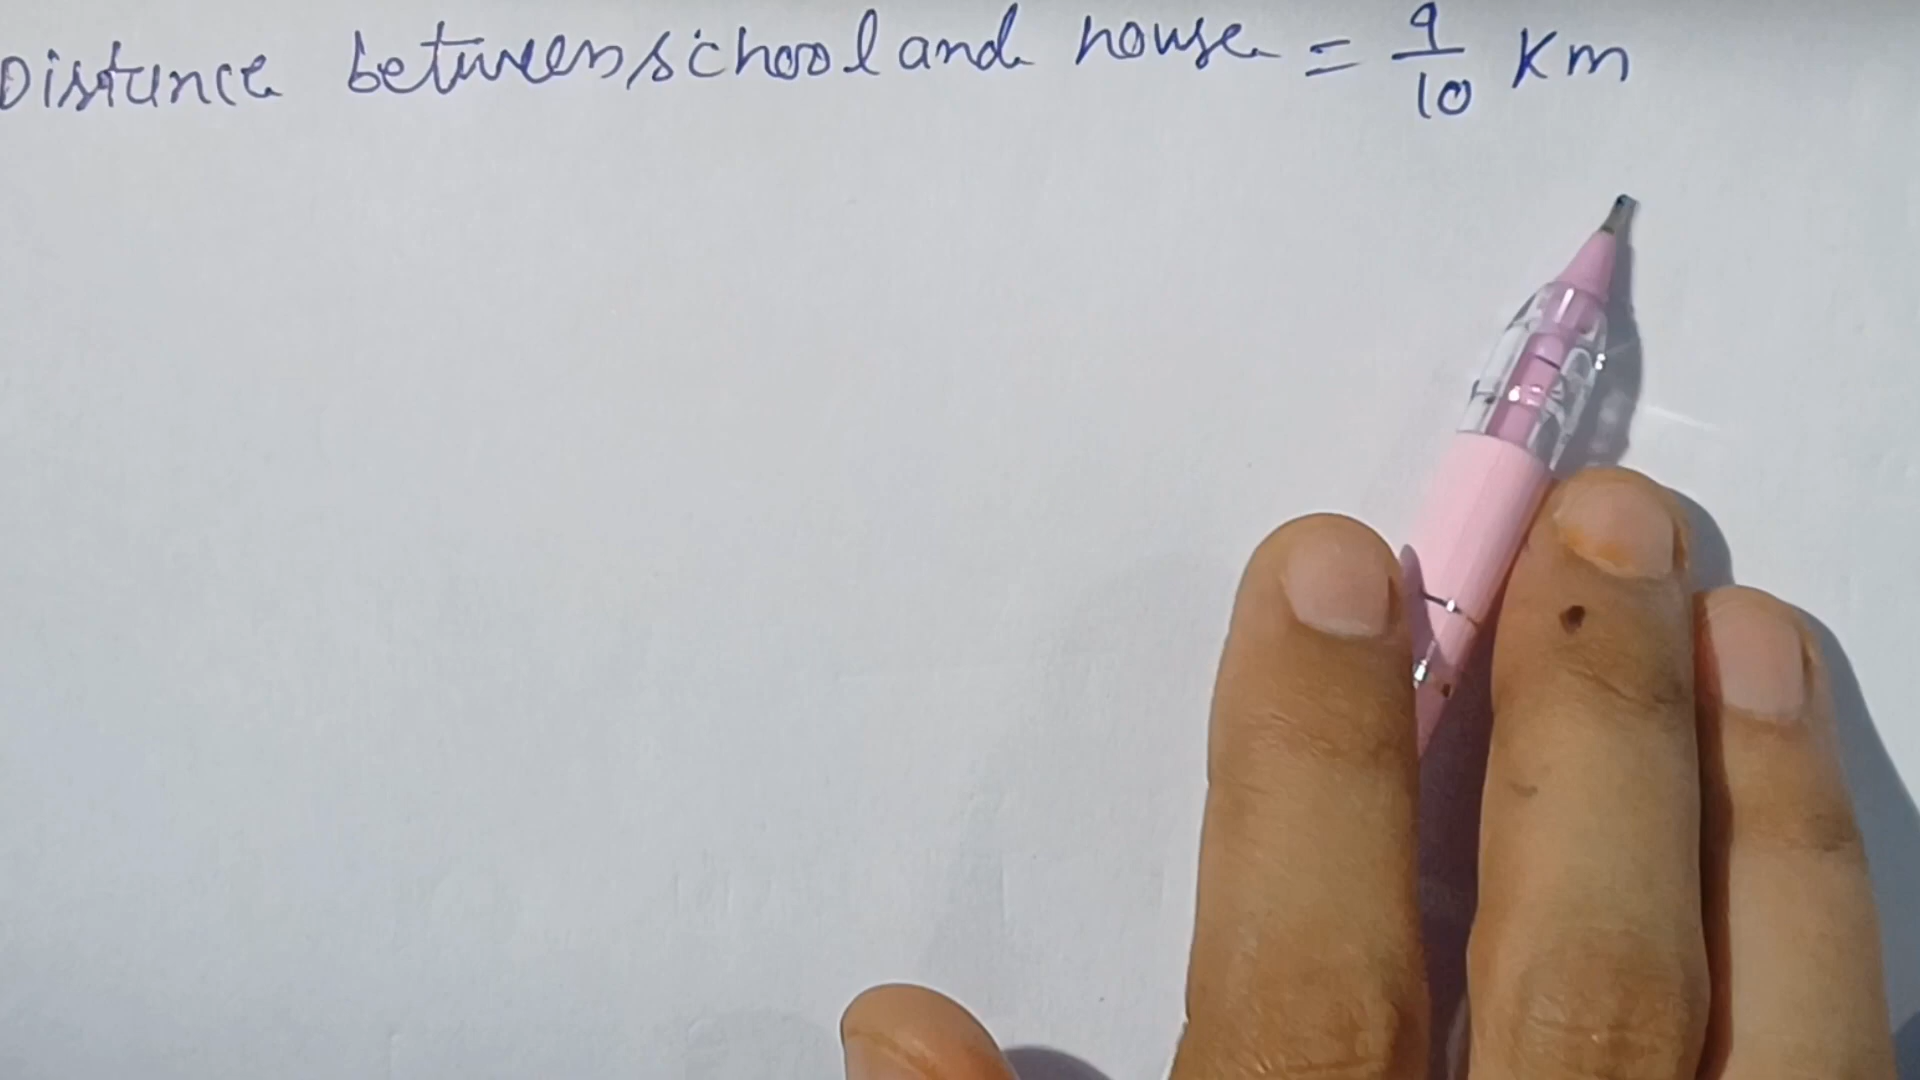 Distance between school and house = 9/10 Km